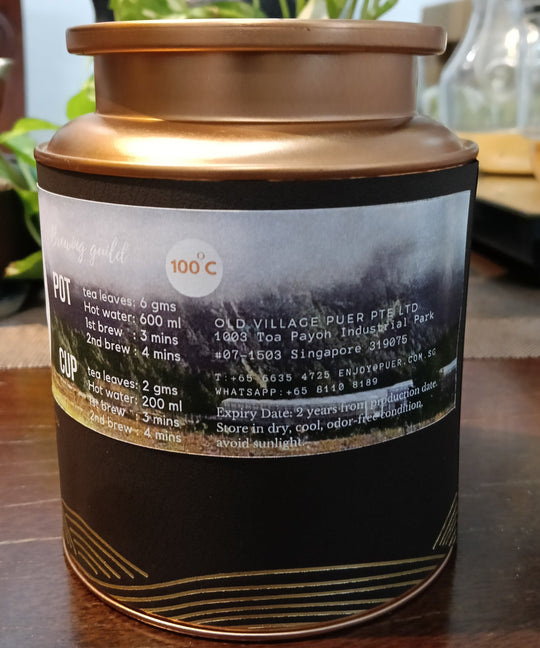 Brewing guild
100°C
POT
tea leaves: 6 gms
Hot water: 600 ml
1st brew : 3 mins
2nd brew : 4 mins
CUP
tea leaves: 2 gms
Hot water: 200 ml
1st brew : 3 mins
2nd brew : 4 mins
OLD VILLAGE PUER PTE LTD
1003 Toa Payoh Industrial Park
#07-1503 Singapore 319075
T:+65 6635 4725 ENJOY@PUER.COM.SG
WHATSAPP:+65 8110 8189
Expiry Date: 2 years from production date.
Store in dry, cool, odor-free condition.
avoid sunlight.